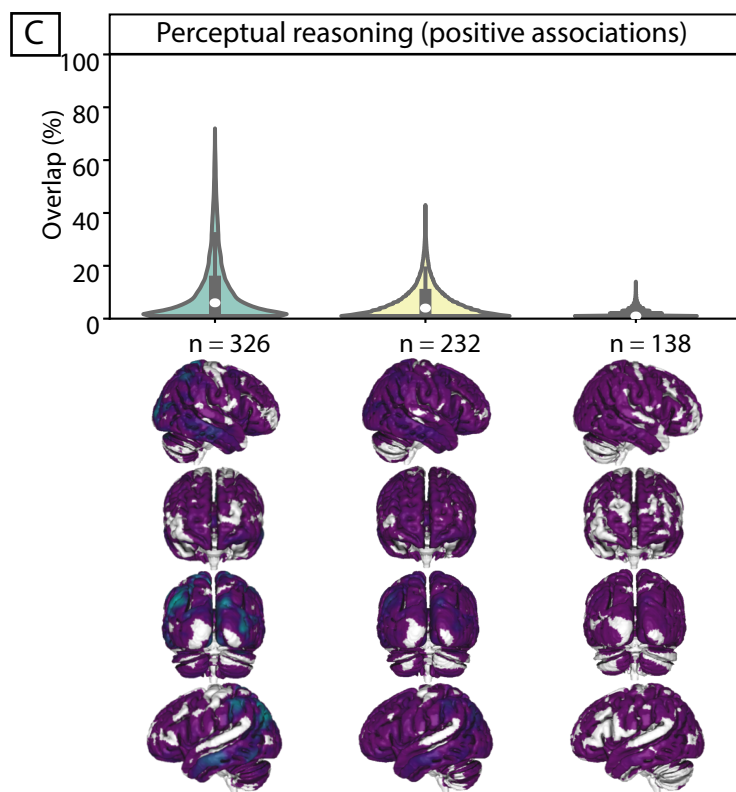 C
Perceptual reasoning (positive associations)
Overlap (%)
100
80
60
40
20
0
n = 326
n = 232
n = 138